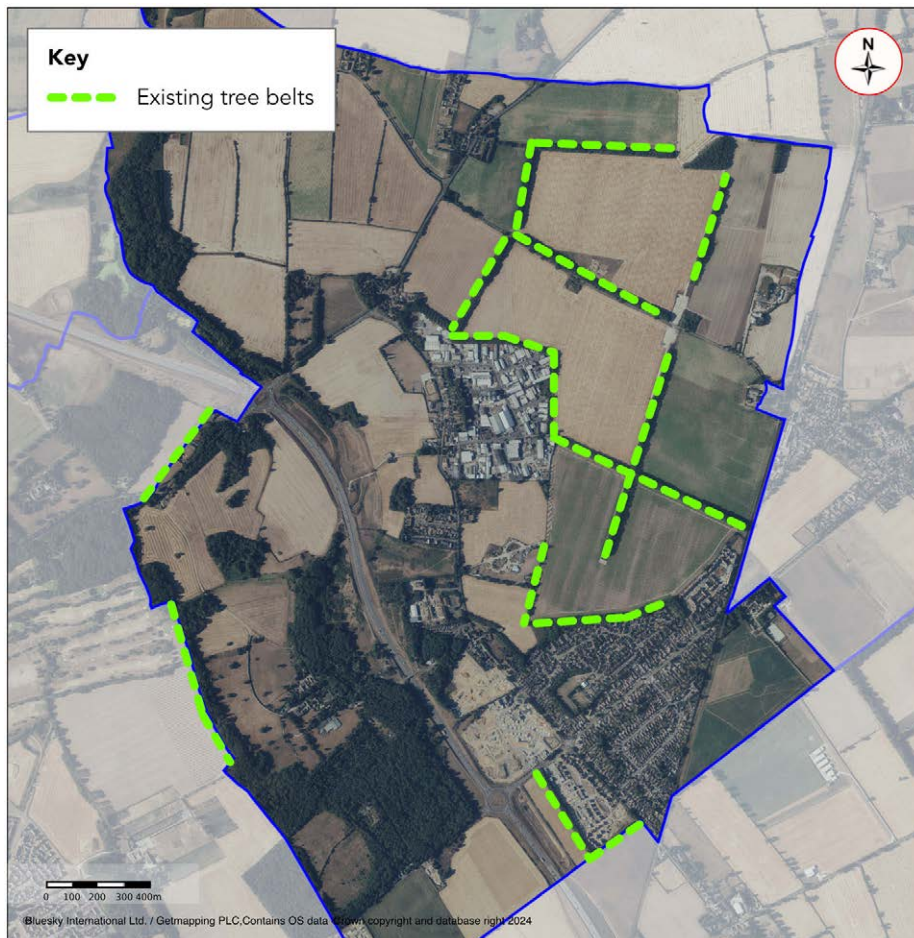 Key
Existing tree belts
N
0 100 200 300 400m
©Bluesky International Ltd. / Getmapping PLC,Contains OS data Crown copyright and database right 2024